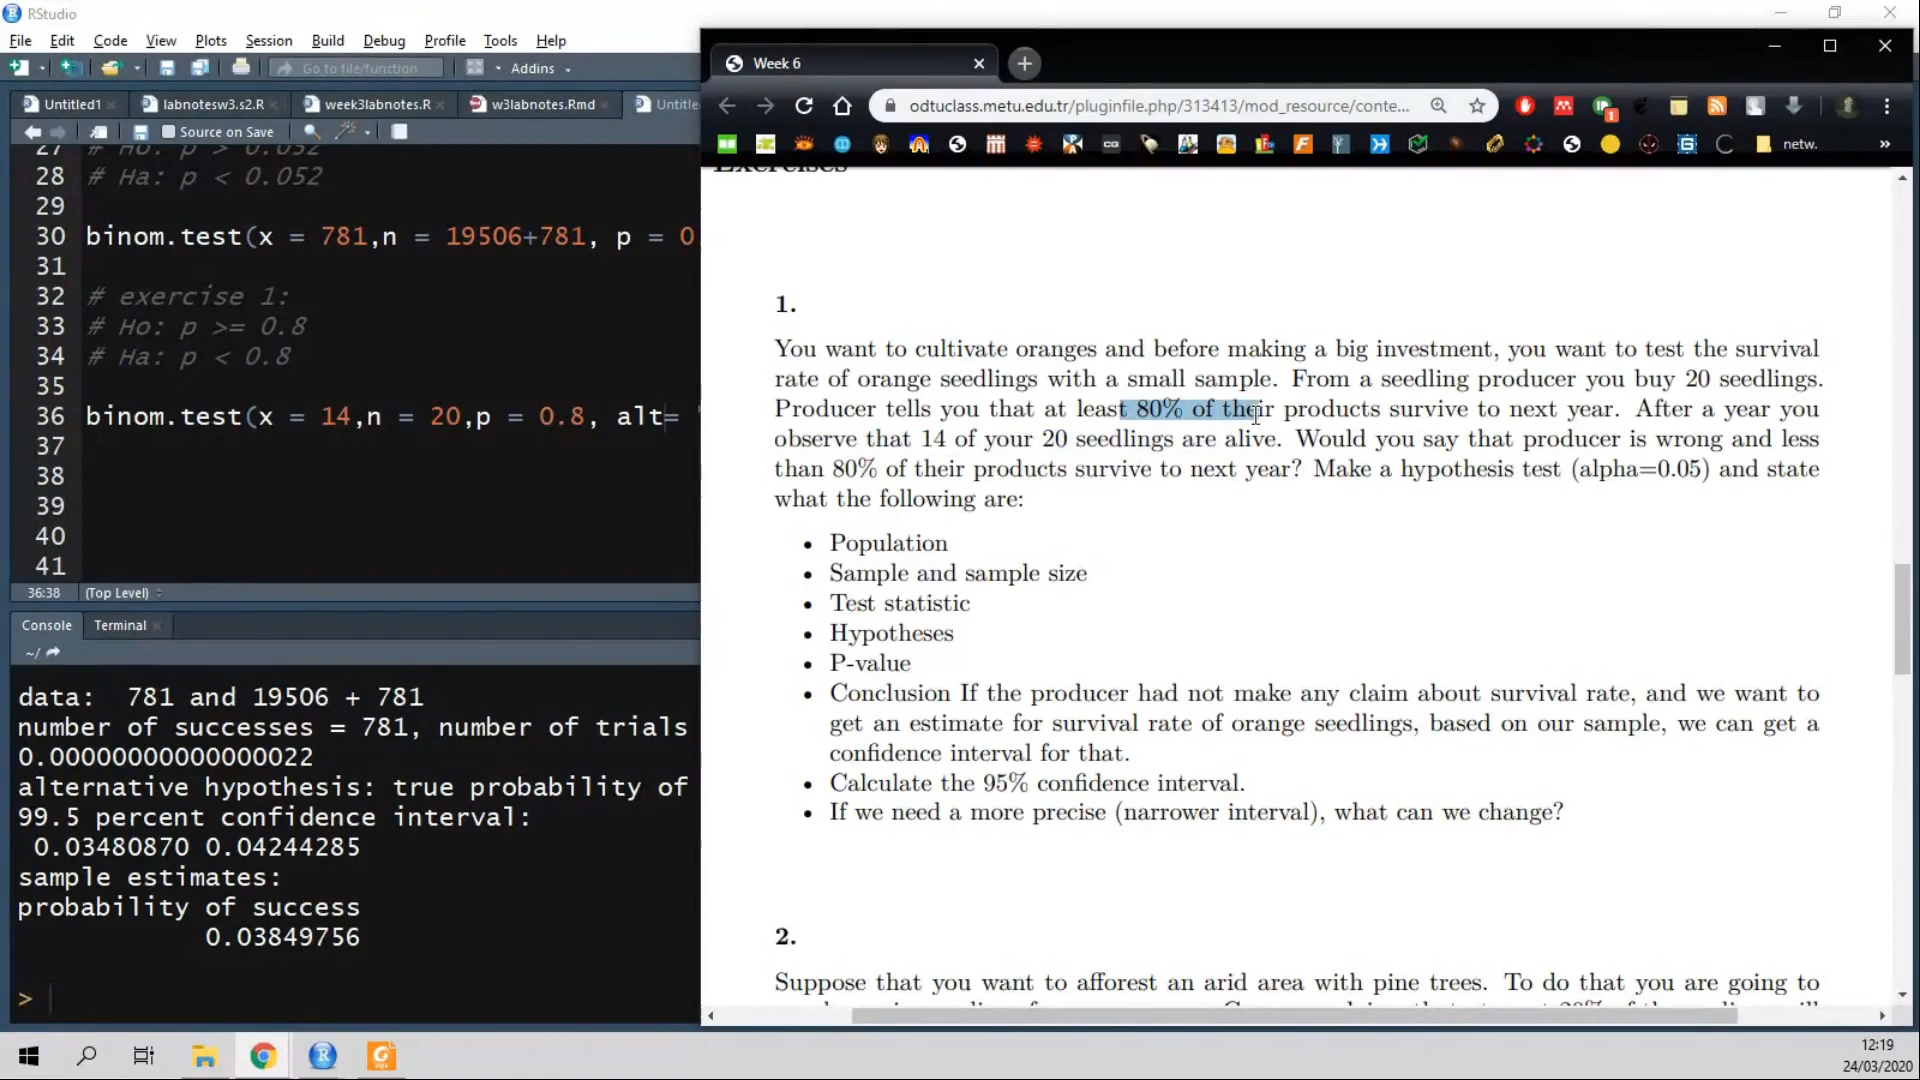 RStudio
File Edit Code View Plots Session Build Debug Profile Tools Help
Go to file/function Addins
Untitled1 labnotesw3.s2.R week3labnotes.R w3labnotes.Rmd Untitle
Source on Save
27 # Ho: p > 0.052
28 # Ha: p < 0.052
29
30 binom.test(x = 781,n = 19506+781, p = 0
31
32 # exercise 1:
33 # Ho: p >= 0.8
34 # Ha: p < 0.8
35
36 binom.test(x = 14,n = 20,p = 0.8, alt= "
37
38
39
40
41
36:38 (Top Level)
Console Terminal
~/
data: 781 and 19506 + 781
number of successes = 781, number of trials
0.00000000000000022
alternative hypothesis: true probability of
99.5 percent confidence interval:
0.03480870 0.04244285
sample estimates:
probability of success
0.03849756
>
Week 6
odtuclass.metu.edu.tr/pluginfile.php/313413/mod_resource/conte...
netw.
Exercises
1.
You want to cultivate oranges and before making a big investment, you want to test the survival
rate of orange seedlings with a small sample. From a seedling producer you buy 20 seedlings.
Producer tells you that at least 80% of their products survive to next year. After a year you
observe that 14 of your 20 seedlings are alive. Would you say that producer is wrong and less
than 80% of their products survive to next year? Make a hypothesis test (alpha=0.05) and state
what the following are:
• Population
• Sample and sample size
• Test statistic
• Hypotheses
• P-value
• Conclusion If the producer had not make any claim about survival rate, and we want to
get an estimate for survival rate of orange seedlings, based on our sample, we can get a
confidence interval for that.
• Calculate the 95% confidence interval.
• If we need a more precise (narrower interval), what can we change?
2.
Suppose that you want to afforest an arid area with pine trees. To do that you are going to
12:19
24/03/2020